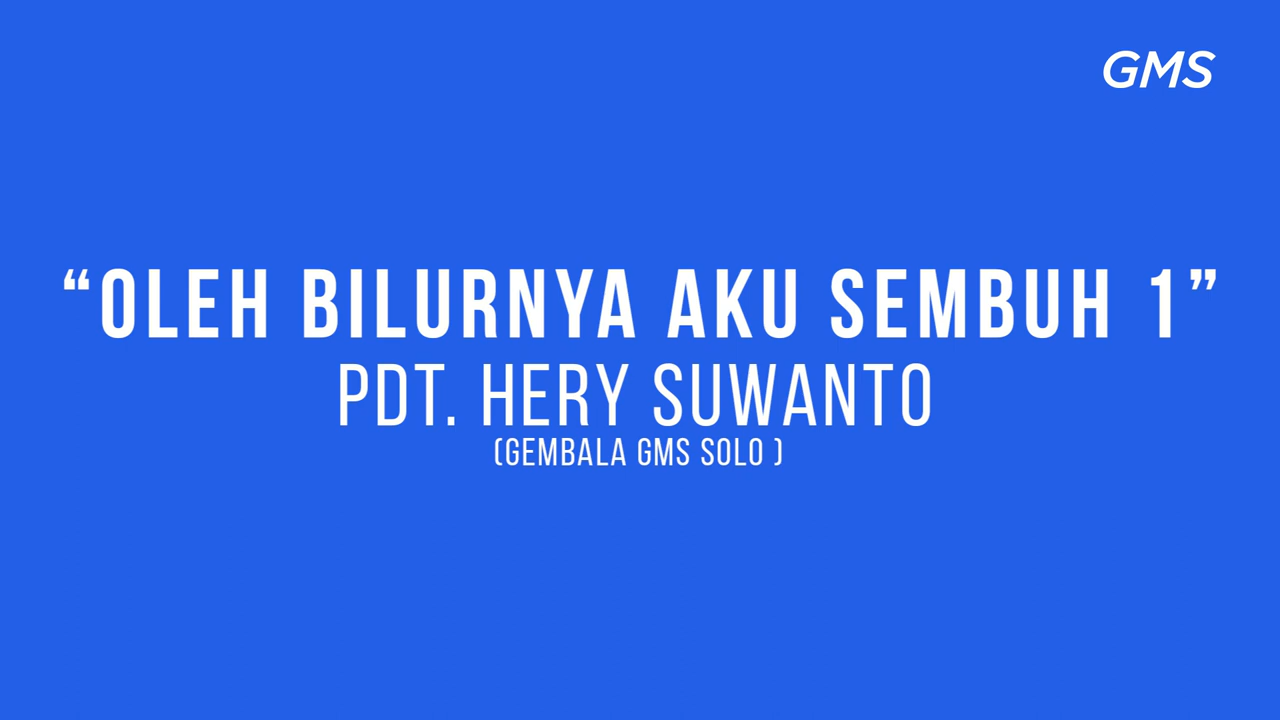 GMS
“OLEH BILURNYA AKU SEMBUH 1”
PDT. HERY SUWANTO
(GEMBALA GMS SOLO )